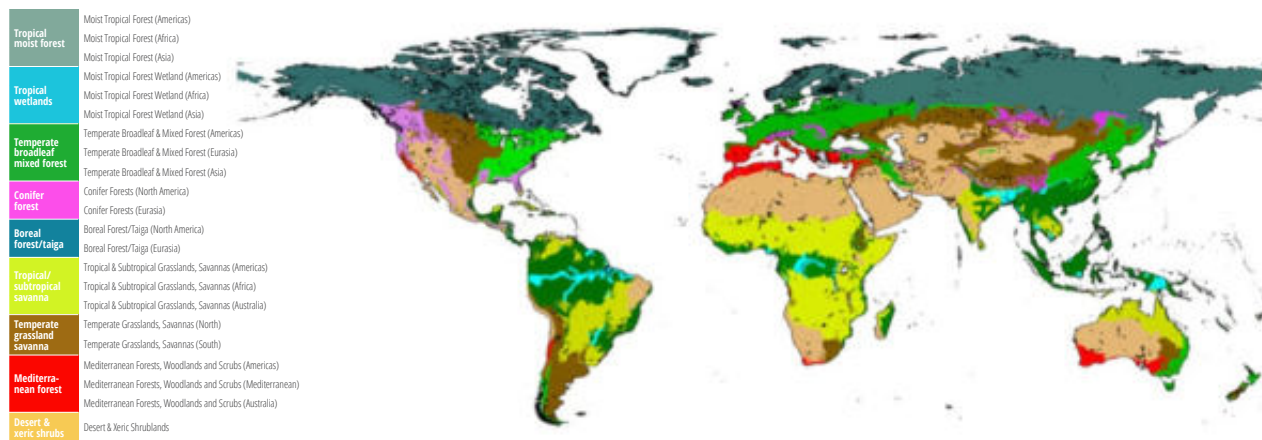 Tropical
moist forest
Moist Tropical Forest (Americas)
Moist Tropical Forest (Africa)
Moist Tropical Forest (Asia)
Tropical
wetlands
Moist Tropical Forest Wetland (Americas)
Moist Tropical Forest Wetland (Africa)
Moist Tropical Forest Wetland (Asia)
Temperate
broadleaf
mixed forest
Temperate Broadleaf & Mixed Forest (Americas)
Temperate Broadleaf & Mixed Forest (Eurasia)
Temperate Broadleaf & Mixed Forest (Asia)
Conifer
forest
Conifer Forests (North America)
Conifer Forests (Eurasia)
Boreal
forest/taiga
Boreal Forest/Taiga (North America)
Boreal Forest/Taiga (Eurasia)
Tropical/
subtropical
savanna
Tropical & Subtropical Grasslands, Savannas (Americas)
Tropical & Subtropical Grasslands, Savannas (Africa)
Tropical & Subtropical Grasslands, Savannas (Australia)
Temperate
grassland
savanna
Temperate Grasslands, Savannas (North)
Temperate Grasslands, Savannas (South)
Mediterra-
nean forest
Mediterranean Forests, Woodlands and Scrubs (Americas)
Mediterranean Forests, Woodlands and Scrubs (Mediterranean)
Mediterranean Forests, Woodlands and Scrubs (Australia)
Desert &
xeric shrubs
Desert & Xeric Shrublands